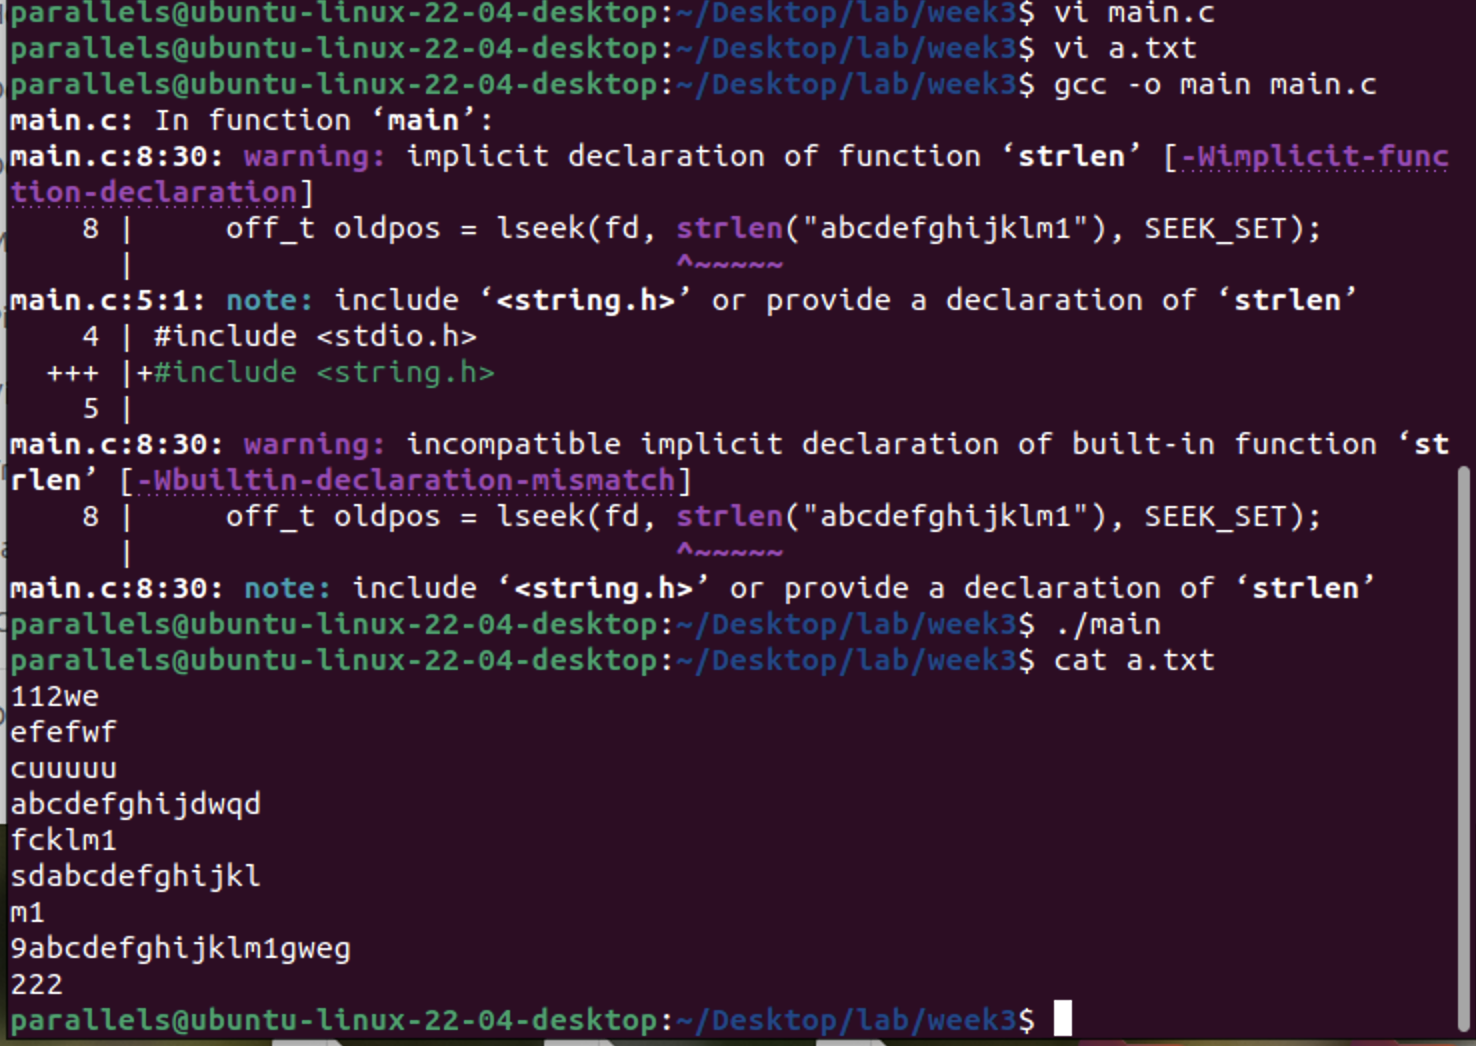 parallels@ubuntu-linux-22-04-desktop:~/Desktop/lab/week3$ vi main.c
parallels@ubuntu-linux-22-04-desktop:~/Desktop/lab/week3$ vi a.txt
parallels@ubuntu-linux-22-04-desktop:~/Desktop/lab/week3$ gcc -o main main.c
main.c: In function ‘main’:
main.c:8:30: warning: implicit declaration of function ‘strlen’ [-Wimplicit-func
tion-declaration]
    8 |     off_t oldpos = lseek(fd, strlen("abcdefghijklm1"), SEEK_SET);
      |                              ^~~~~~
main.c:5:1: note: include ‘<string.h>’ or provide a declaration of ‘strlen’
    4 | #include <stdio.h>
  +++ |+#include <string.h>
    5 |
main.c:8:30: warning: incompatible implicit declaration of built-in function ‘st
rlen’ [-Wbuiltin-declaration-mismatch]
    8 |     off_t oldpos = lseek(fd, strlen("abcdefghijklm1"), SEEK_SET);
      |                              ^~~~~~
main.c:8:30: note: include ‘<string.h>’ or provide a declaration of ‘strlen’
parallels@ubuntu-linux-22-04-desktop:~/Desktop/lab/week3$ ./main
parallels@ubuntu-linux-22-04-desktop:~/Desktop/lab/week3$ cat a.txt
112we
efefwf
cuuuuu
abcdefghijdwqd
fcklm1
sdabcdefghijkl
m1
9abcdefghijklm1gweg
222
parallels@ubuntu-linux-22-04-desktop:~/Desktop/lab/week3$